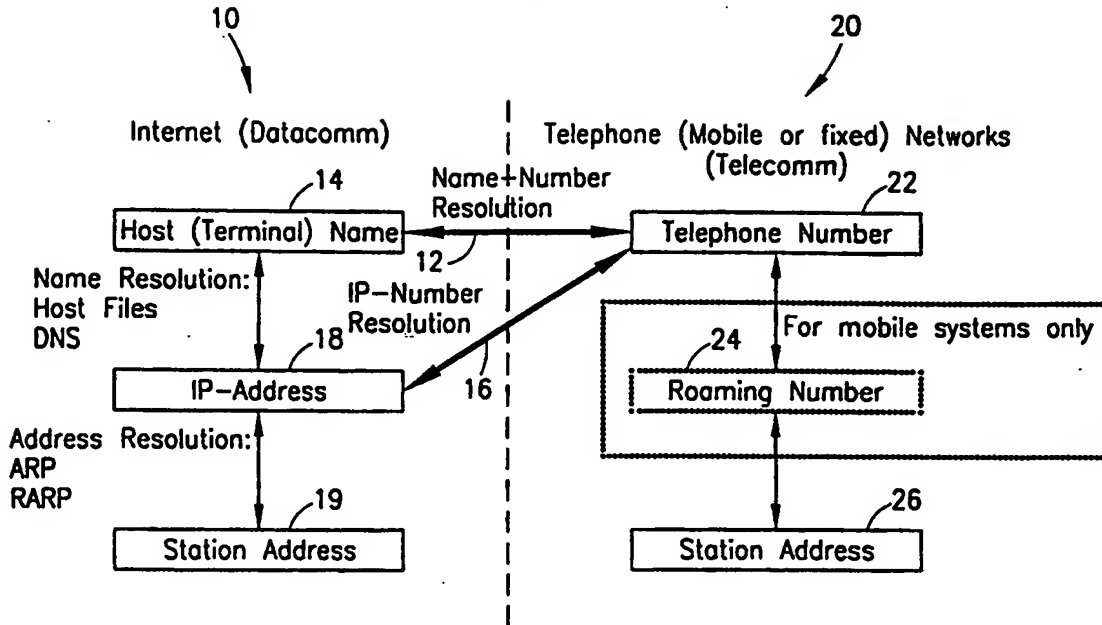 10
20
Internet (Datacomm)
Telephone (Mobile or fixed) Networks
(Telecomm)
14
Name-Number
Resolution
22
Host (Terminal) Name
12
Telephone Number
Name Resolution:
Host Files
DNS
IP-Number
Resolution
For mobile systems only
18
16
24
IP-Address
Roaming Number
Address Resolution:
ARP
RARP
19
26
Station Address
Station Address